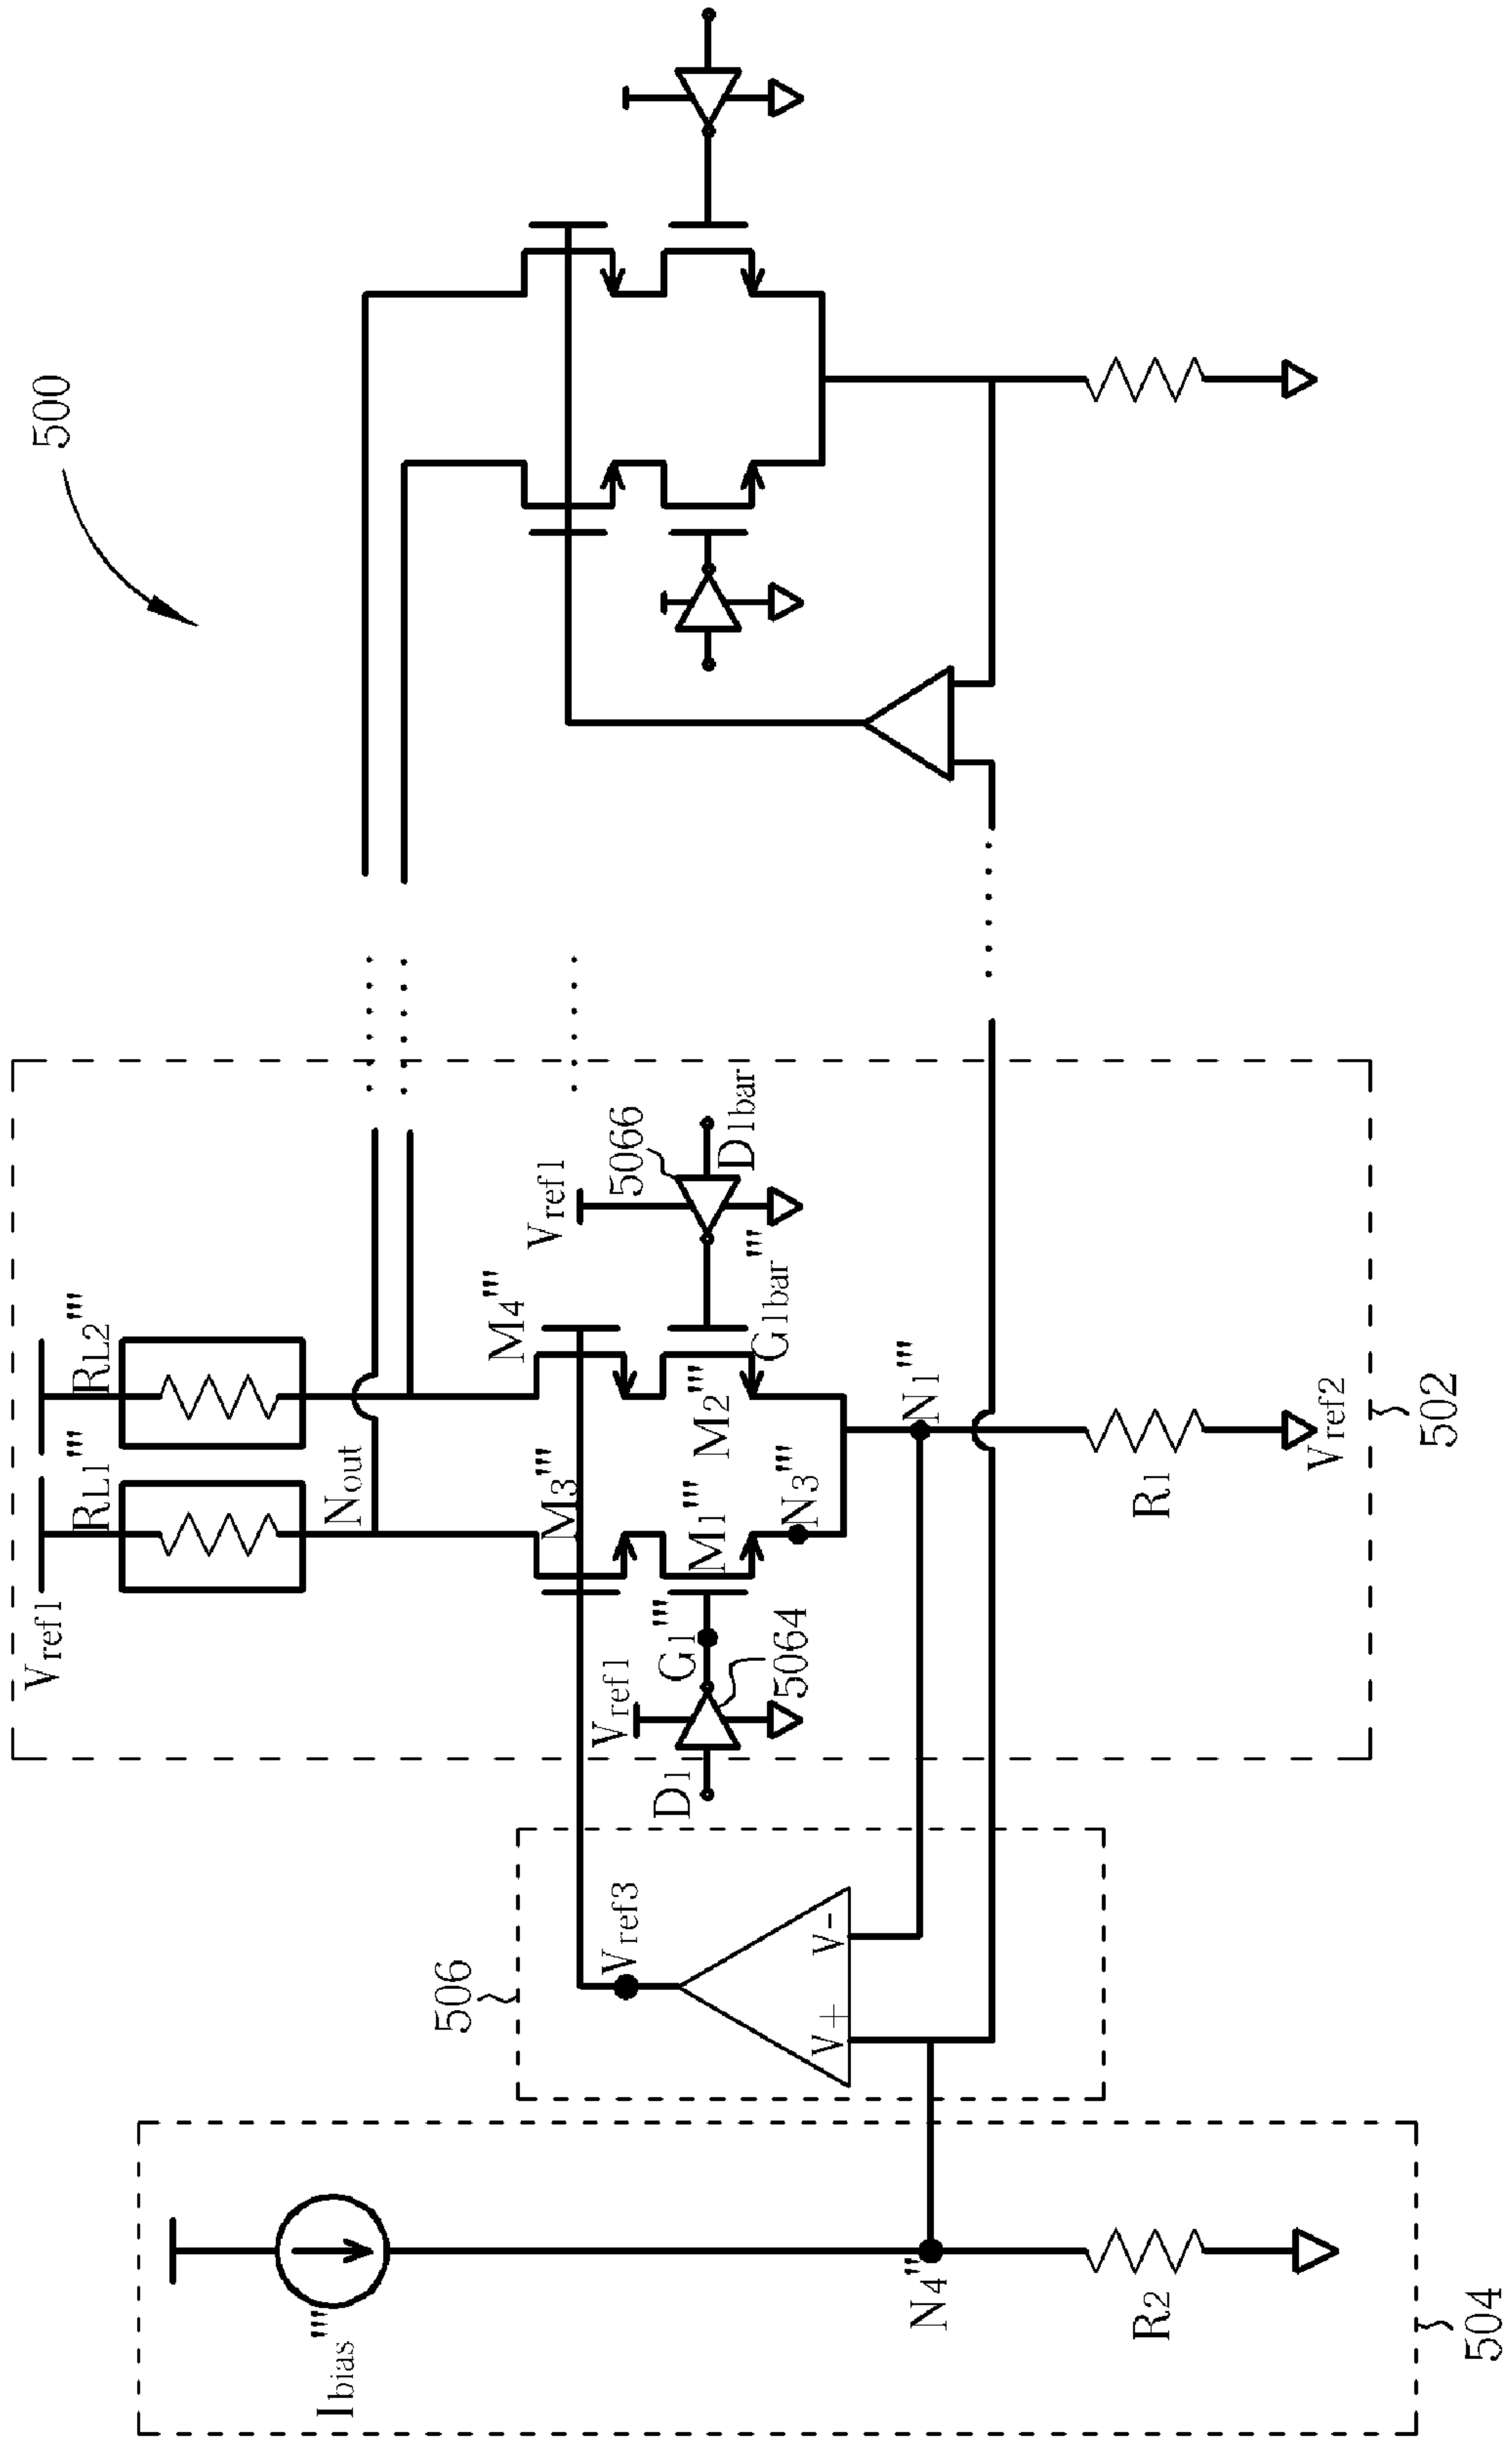 500
Vref1
RL1'''
RL2'''
Nout
M3'''
M4'''
Vref1
5066
D1bar
G1bar'''
M2'''
M1'''
G1'''
Vref1
5064
D1
N3'''
N1'''
R1
Vref2
502
506
Vref3
V+
V-
Ibias'''
N4''
R2
504